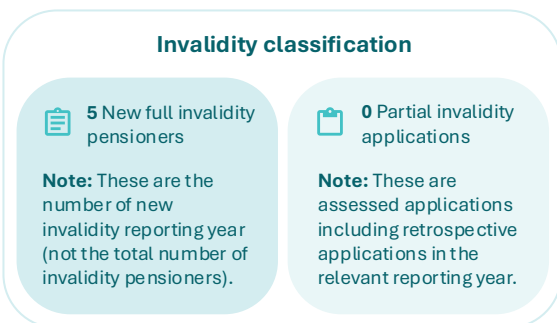 Invalidity classification
5 New full invalidity
pensioners
Note: These are the
number of new
invalidity reporting year
(not the total number of
invalidity pensioners).
0 Partial invalidity
applications
Note: These are
assessed applications
including retrospective
applications in the
relevant reporting year.